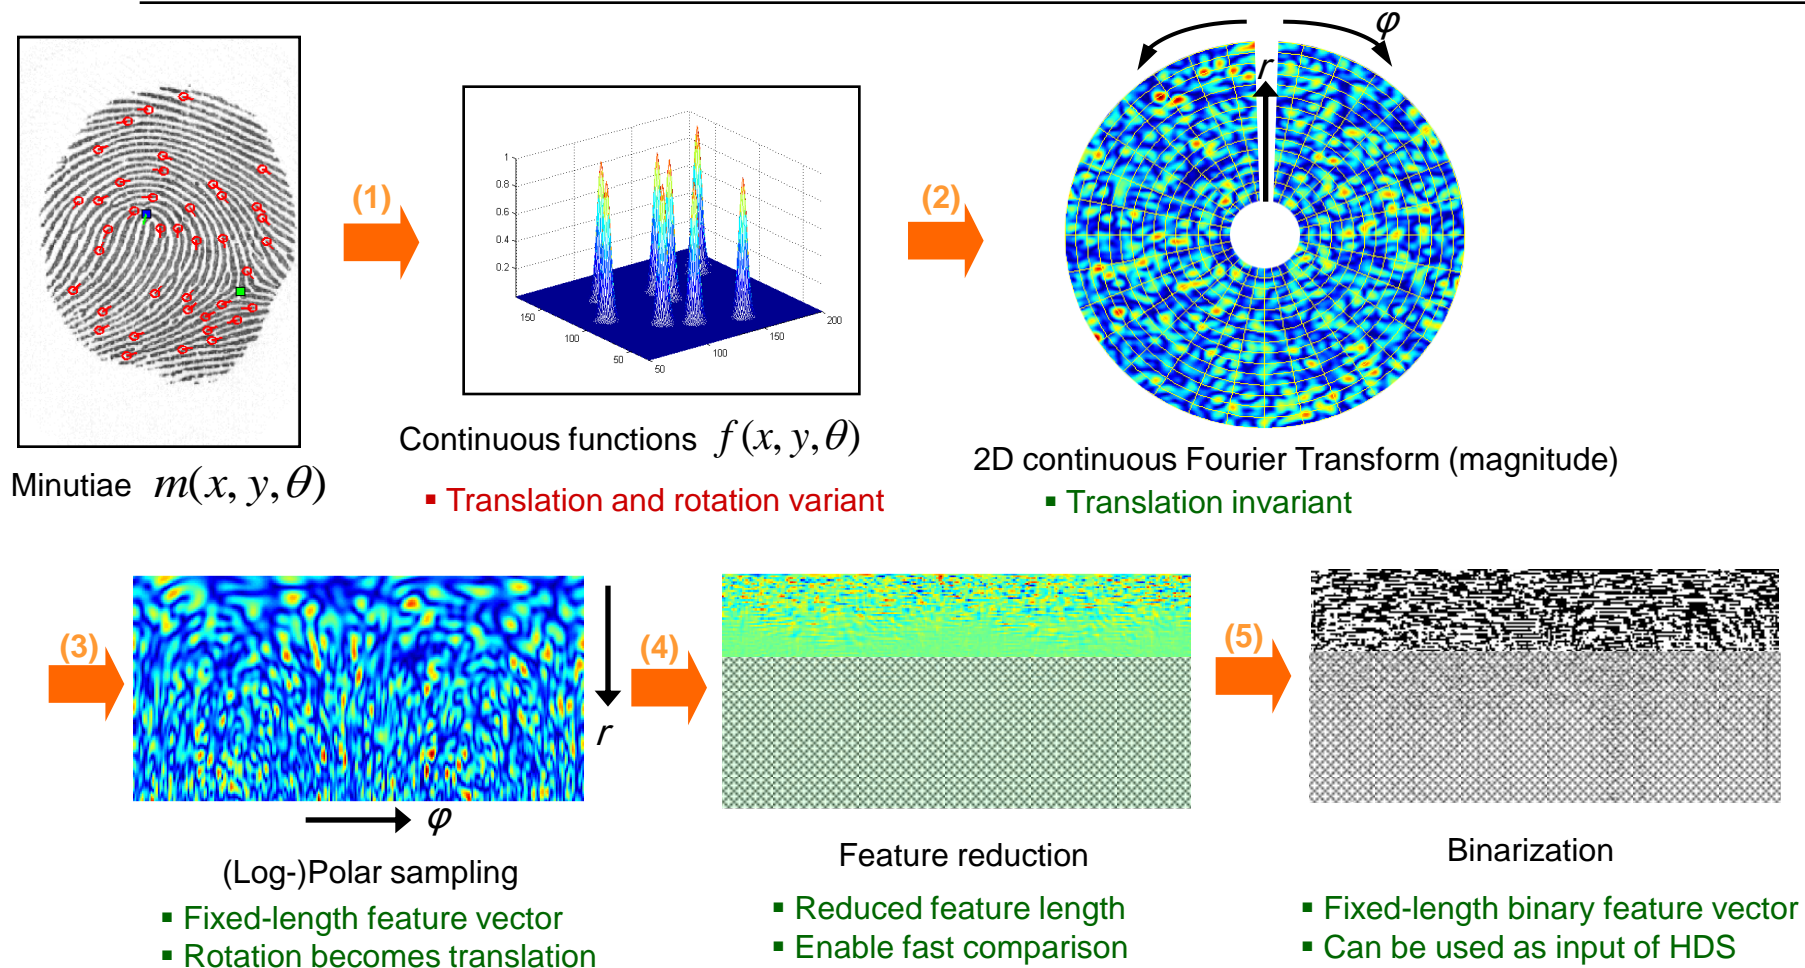 φ
r
(1)
(2)
1
0.8
0.6
0.4
0.2
150
100
50
50
100
150
200
Minutiae m(x, y, θ)
Continuous functions f(x, y, θ)
▪ Translation and rotation variant
2D continuous Fourier Transform (magnitude)
▪ Translation invariant
(3)
(4)
(5)
r
φ
(Log-)Polar sampling
▪ Fixed-length feature vector
▪ Rotation becomes translation
Feature reduction
▪ Reduced feature length
▪ Enable fast comparison
Binarization
▪ Fixed-length binary feature vector
▪ Can be used as input of HDS